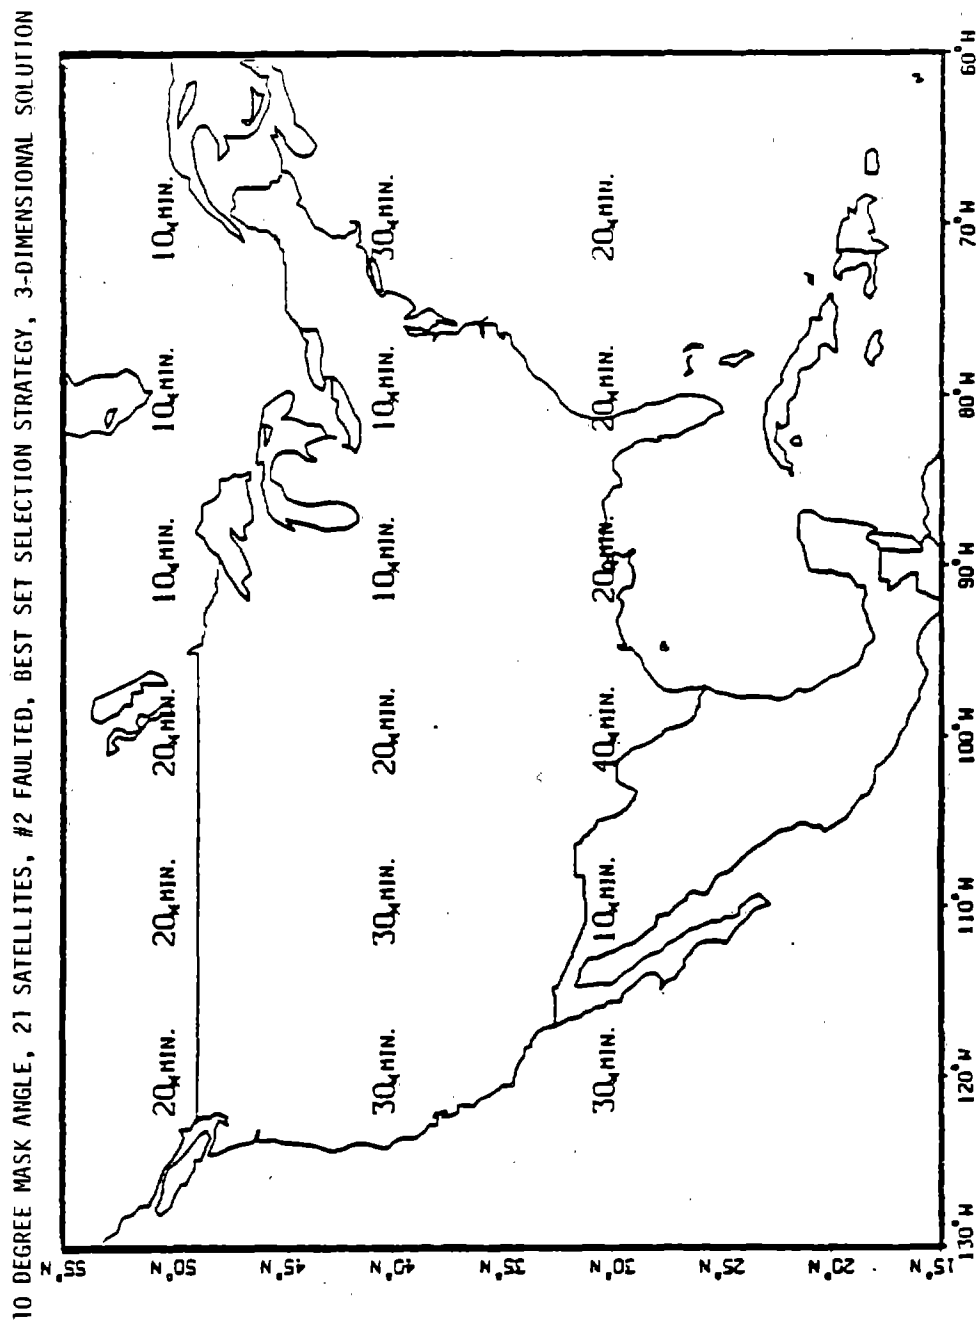 10 DEGREE MASK ANGLE, 21 SATELLITES, #2 FAULTED, BEST SET SELECTION STRATEGY, 3-DIMENSIONAL SOLUTION
55°N
50°N
20 MIN. 20 MIN. 20 MIN. 10 MIN. 10 MIN. 10 MIN.
45°N
40°N
30 MIN. 30 MIN. 20 MIN. 10 MIN. 10 MIN. 30 MIN.
35°N
30°N
30 MIN. 10 MIN. 40 MIN. 20 MIN. 20 MIN. 20 MIN.
25°N
20°N
15°N
130°W 120°W 110°W 100°W 90°W 80°W 70°W 60°W